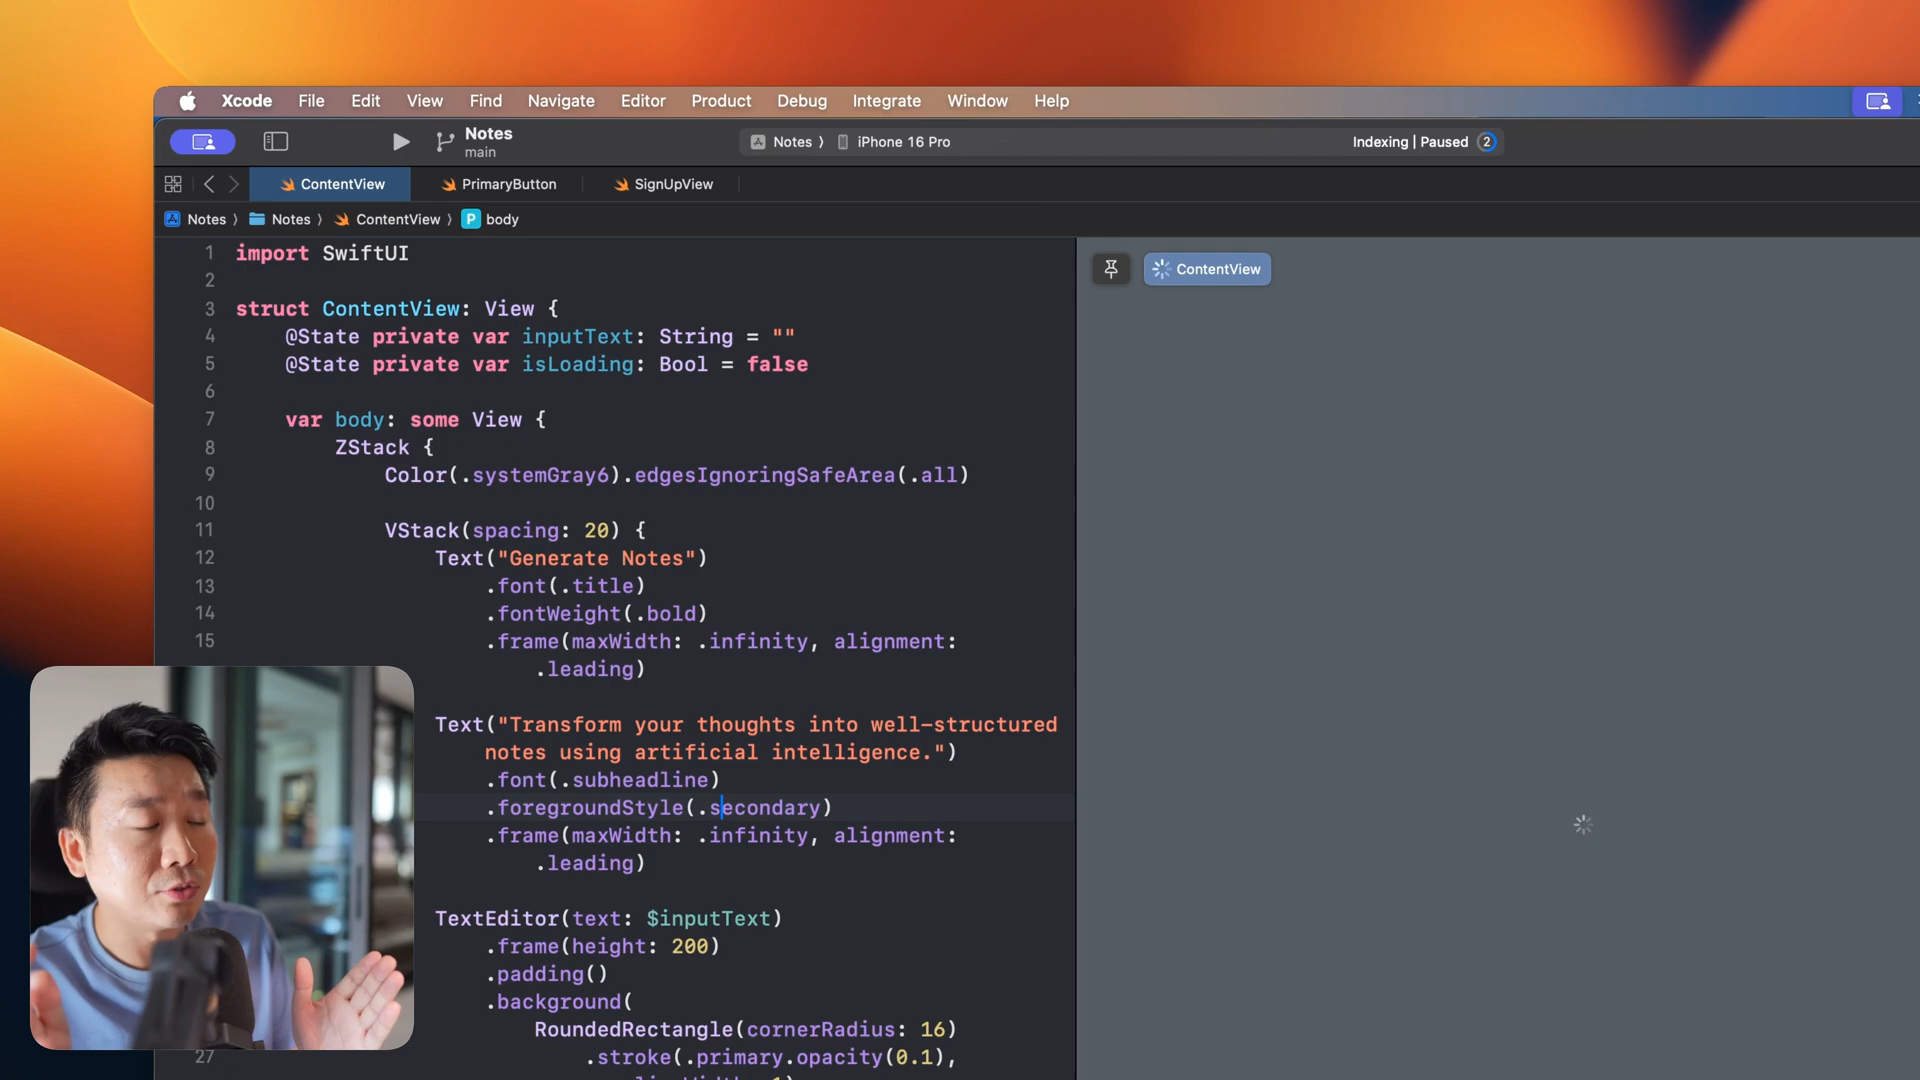 Xcode File Edit View Find Navigate Editor Product Debug Integrate Window Help
Notes
main
Notes 〉 iPhone 16 Pro
Indexing | Paused 2
ContentView PrimaryButton SignUpView
Notes 〉 Notes 〉 ContentView 〉 P body
1 import SwiftUI
2
3 struct ContentView: View {
4 @State private var inputText: String = ""
5 @State private var isLoading: Bool = false
6
7 var body: some View {
8 ZStack {
9 Color(.systemGray6).edgesIgnoringSafeArea(.all)
10
11 VStack(spacing: 20) {
12 Text("Generate Notes")
13 .font(.title)
14 .fontWeight(.bold)
15 .frame(maxWidth: .infinity, alignment:
.leading)
Text("Transform your thoughts into well-structured
notes using artificial intelligence.")
.font(.subheadline)
.foregroundStyle(.secondary)
.frame(maxWidth: .infinity, alignment:
.leading)
TextEditor(text: $inputText)
.frame(height: 200)
.padding()
.background(
RoundedRectangle(cornerRadius: 16)
27 .stroke(.primary.opacity(0.1),
ContentView